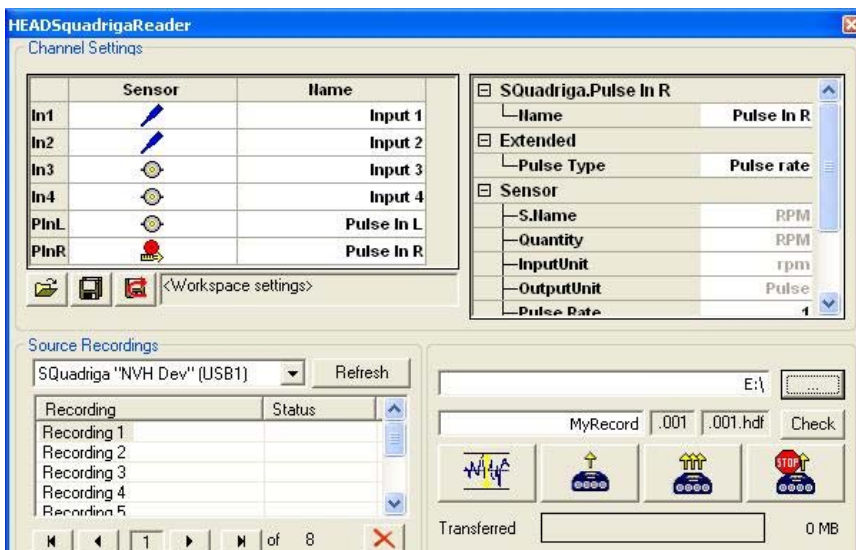 HEADSquadrigaReader
Channel Settings
Sensor Name
In1 Input 1
In2 Input 2
In3 Input 3
In4 Input 4
PInL Pulse In L
PInR Pulse In R
<Workspace settings>
SQuadriga.Pulse In R
Name Pulse In R
Extended
Pulse Type Pulse rate
Sensor
S.Name RPM
Quantity RPM
InputUnit rpm
OutputUnit Pulse
Pulse Rate 1
Source Recordings
SQuadriga "NVH Dev" (USB1) Refresh
Recording Status
Recording 1
Recording 2
Recording 3
Recording 4
Recording 5
1 of 8
E:\ ...
MyRecord .001 .001.hdf Check
STOP
Transferred 0 MB